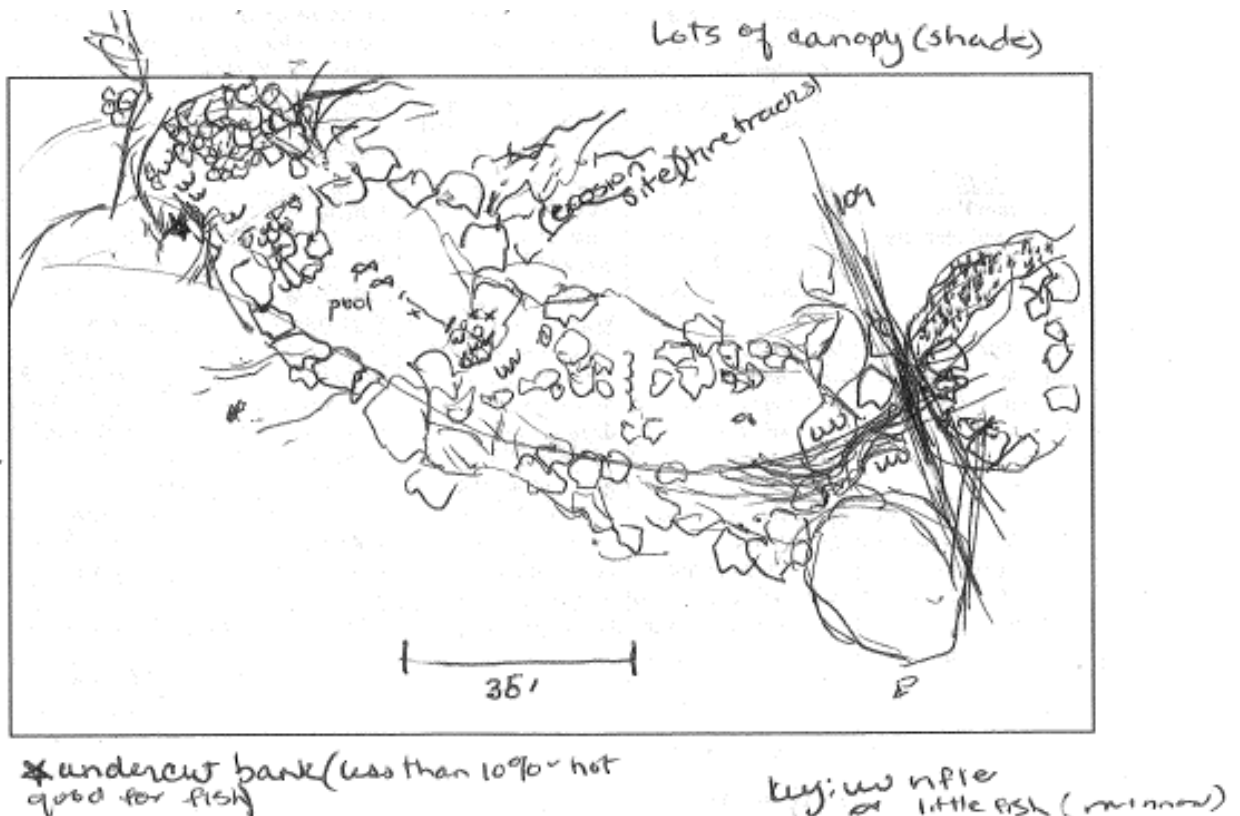 Lots of canopy (shade)
erosion
site (tire tracks)
log
pool
35'
E
* undercut bank (less than 10% - not
good for fish)
key: uu riffle
little fish (minnow)